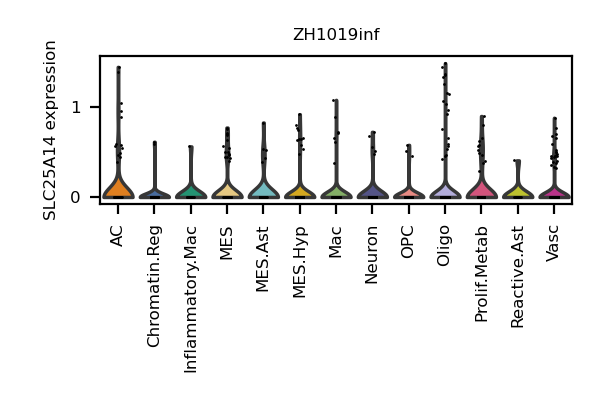 ZH1019inf
SLC25A14 expression
1
0
AC
Chromatin.Reg
Inflammatory.Mac
MES
MES.Ast
MES.Hyp
Mac
Neuron
OPC
Oligo
Prolif.Metab
Reactive.Ast
Vasc